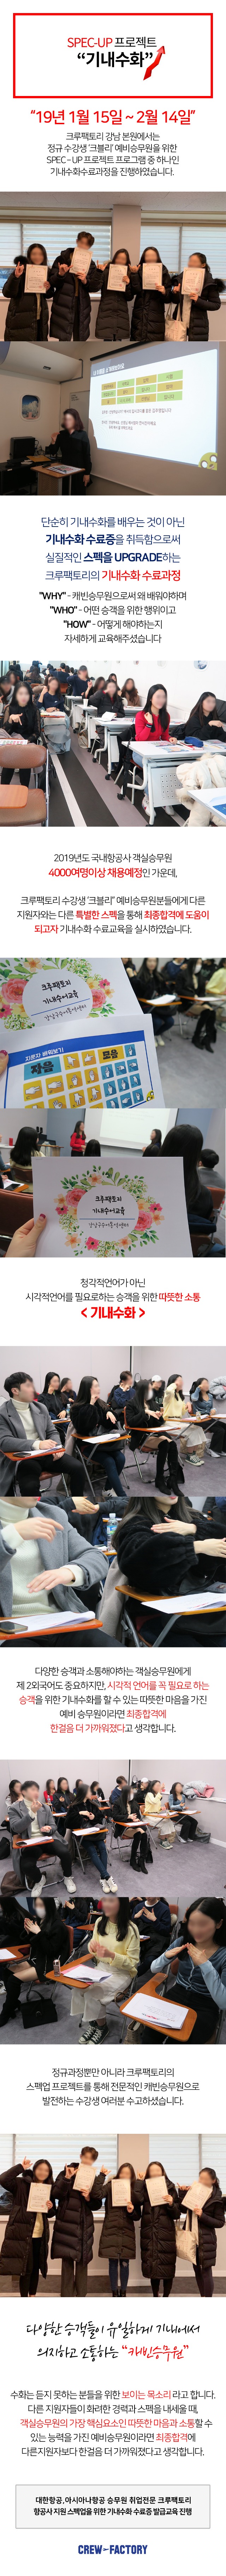 SPEC-UP 프로젝트
“기내수화”
“19년 1월 15일 ~ 2월 14일”
크루팩토리 강남 본원에서는
정규 수강생 ‘크블리’ 예비승무원을 위한
SPEC – UP 프로젝트 프로그램 중 하나인
기내수화수료과정을 진행하였습니다.
단순히 기내수화를 배우는 것이 아닌
기내수화 수료증을 취득함으로써
실질적인 스펙을 UPGRADE하는
크루팩토리의 기내수화 수료과정
"WHY" - 캐빈승무원으로써 왜 배워야하며
"WHO" - 어떤 승객을 위한 행위이고
"HOW" - 어떻게 해야하는지
자세하게 교육해주셨습니다
2019년도 국내항공사 객실승무원
4000여명이상 채용예정인 가운데,
크루팩토리 수강생 ‘크블리’ 예비승무원분들에게 다른
지원자와는 다른 특별한 스펙을 통해 최종합격에 도움이
되고자 기내수화 수료교육을 실시하였습니다.
크루팩토리
기내수어교육
지문자 배워보기
자음
모음
크루팩토리
기내수어교육
강남구수어통역센터
청각적언어가 아닌
시각적언어를 필요로하는 승객을 위한 따뜻한 소통
< 기내수화 >
다양한 승객과 소통해야하는 객실승무원에게
제 2외국어도 중요하지만, 시각적 언어를 꼭 필요로 하는
승객을 위한 기내수화를 할 수 있는 따뜻한 마음을 가진
예비 승무원이라면 최종합격에
한걸음 더 가까워졌다고 생각합니다.
정규과정뿐만 아니라 크루팩토리의
스펙업 프로젝트를 통해 전문적인 캐빈승무원으로
발전하는 수강생 여러분 수고하셨습니다.
다양한 승객들이 유일하게 기내에서
의지하고 소통하는 “캐빈승무원”
수화는 듣지 못하는 분들을 위한 보이는 목소리 라고 합니다.
다른 지원자들이 화려한 경력과 스펙을 내세울 때,
객실승무원의 가장 핵심요소인 따뜻한 마음과 소통할 수
있는 능력을 가진 예비승무원이라면 최종합격에
다른지원자보다 한걸음 더 가까워졌다고 생각합니다.
대한항공,아시아나항공 승무원 취업전문 크루팩토리
항공사 지원 스펙업을 위한 기내수화 수료증 발급교육 진행
CREW FACTORY